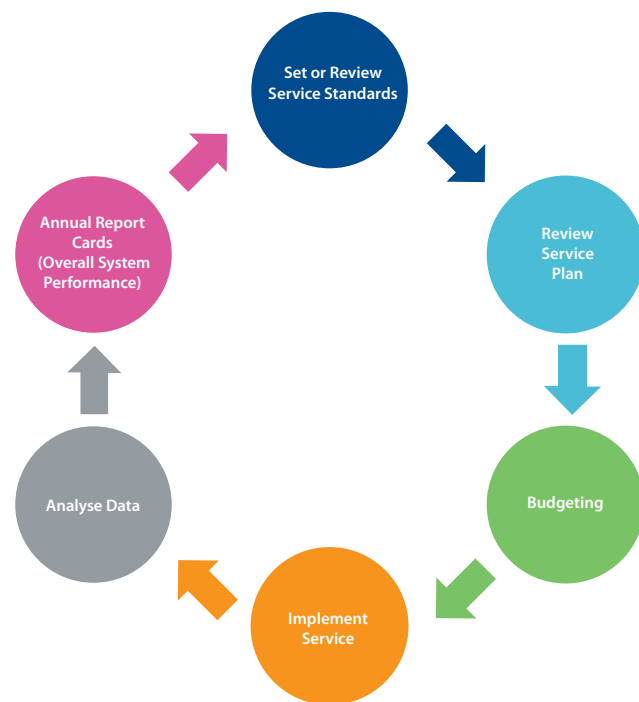 Set or Review
Service Standards
Review
Service
Plan
Budgeting
Implement
Service
Analyse Data
Annual Report
Cards
(Overall System
Performance)